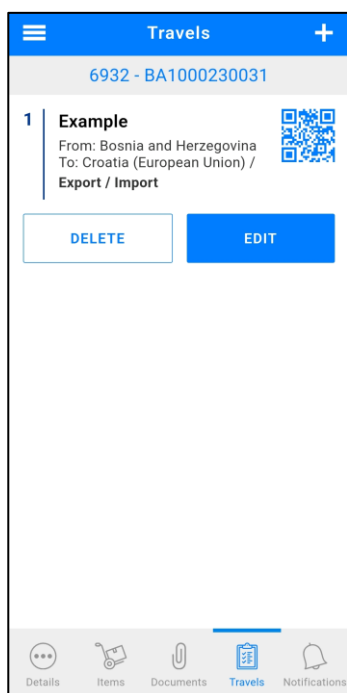 Travels
6932 - BA1000230031
1
Example
From: Bosnia and Herzegovina
To: Croatia (European Union) /
Export / Import
DELETE
EDIT
Details
Items
Documents
Travels
Notifications